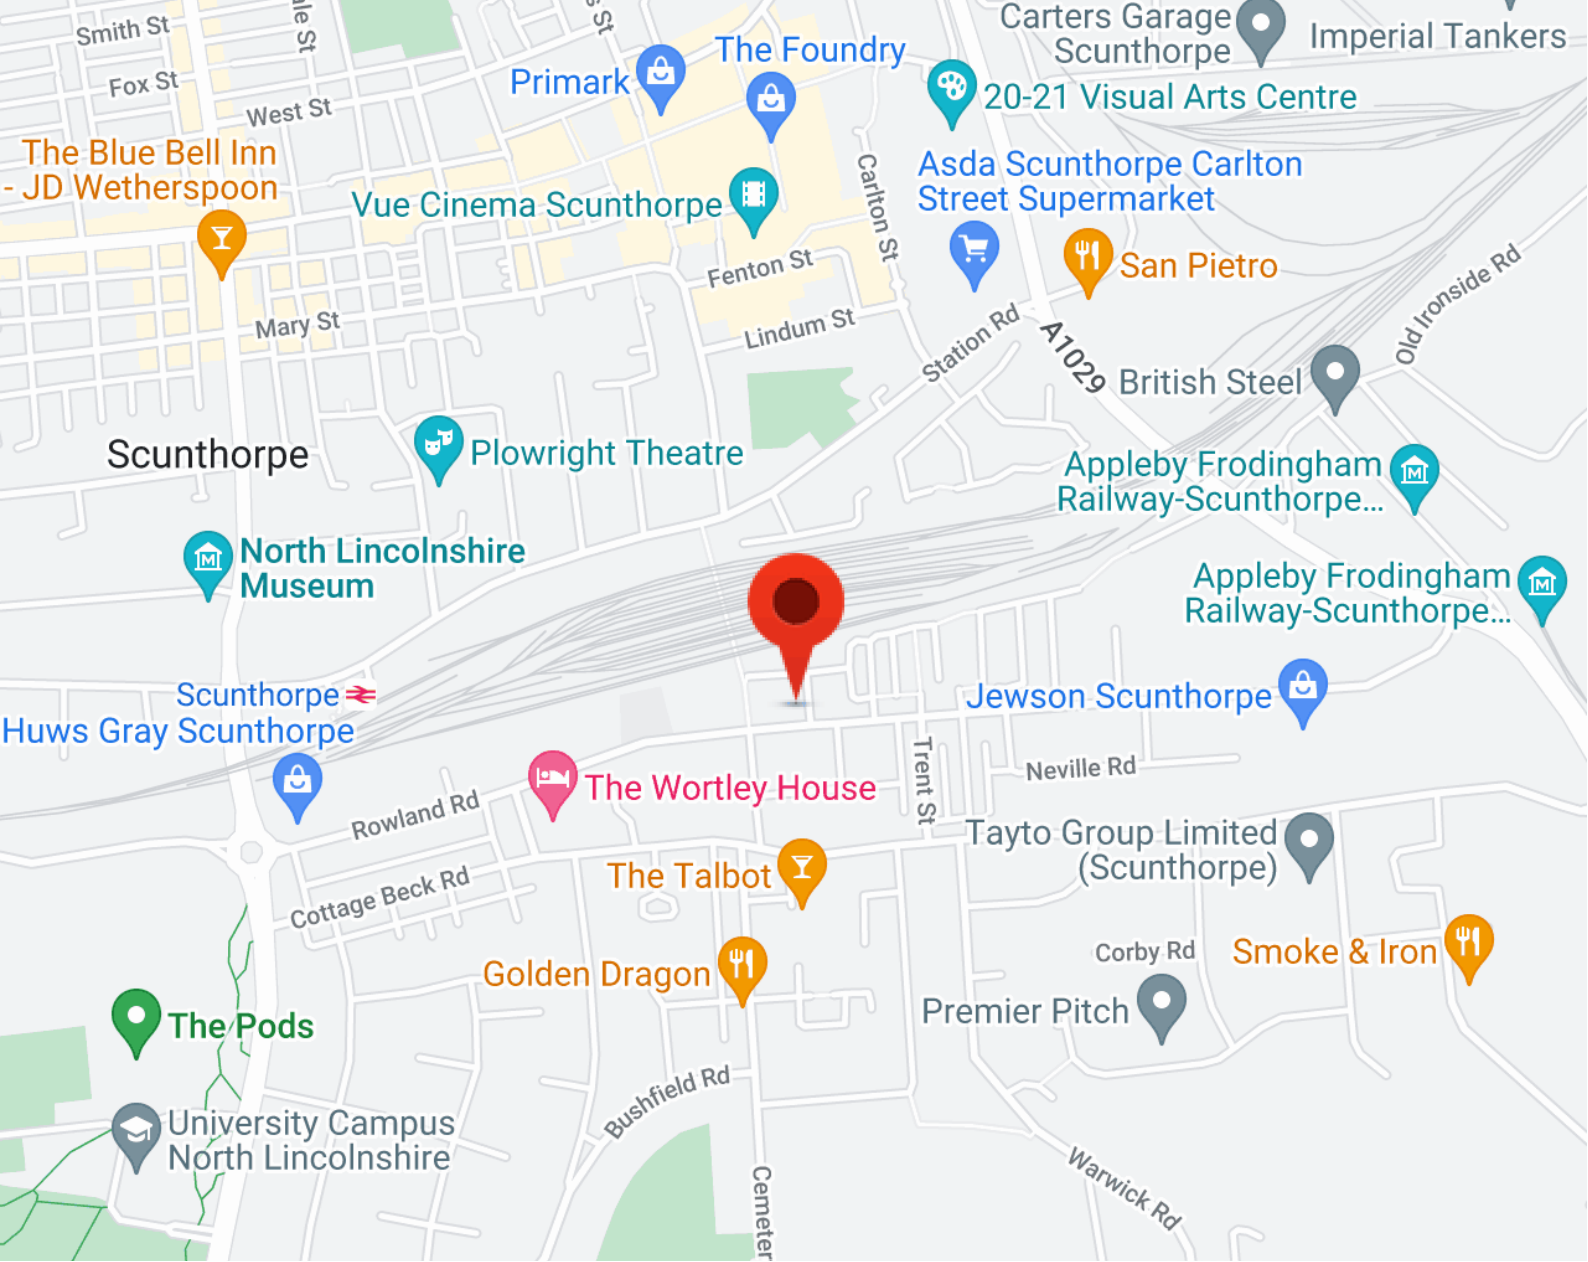 Smith St
ale St
s St
Fox St
West St
Primark
The Foundry
Carters Garage
Scunthorpe
Imperial Tankers
20-21 Visual Arts Centre
The Blue Bell Inn
- JD Wetherspoon
Vue Cinema Scunthorpe
Carlton St
Asda Scunthorpe Carlton
Street Supermarket
San Pietro
Fenton St
Mary St
Lindum St
Station Rd
A1029
Old Ironside Rd
British Steel
Scunthorpe
Plowright Theatre
Appleby Frodingham
Railway-Scunthorpe...
North Lincolnshire
Museum
Appleby Frodingham
Railway-Scunthorpe...
Scunthorpe
Huws Gray Scunthorpe
Jewson Scunthorpe
Trent St
Neville Rd
The Wortley House
Rowland Rd
Tayto Group Limited
(Scunthorpe)
The Talbot
Cottage Beck Rd
Corby Rd
Smoke & Iron
Golden Dragon
Premier Pitch
The Pods
Bushfield Rd
University Campus
North Lincolnshire
Cemeter
Warwick Rd